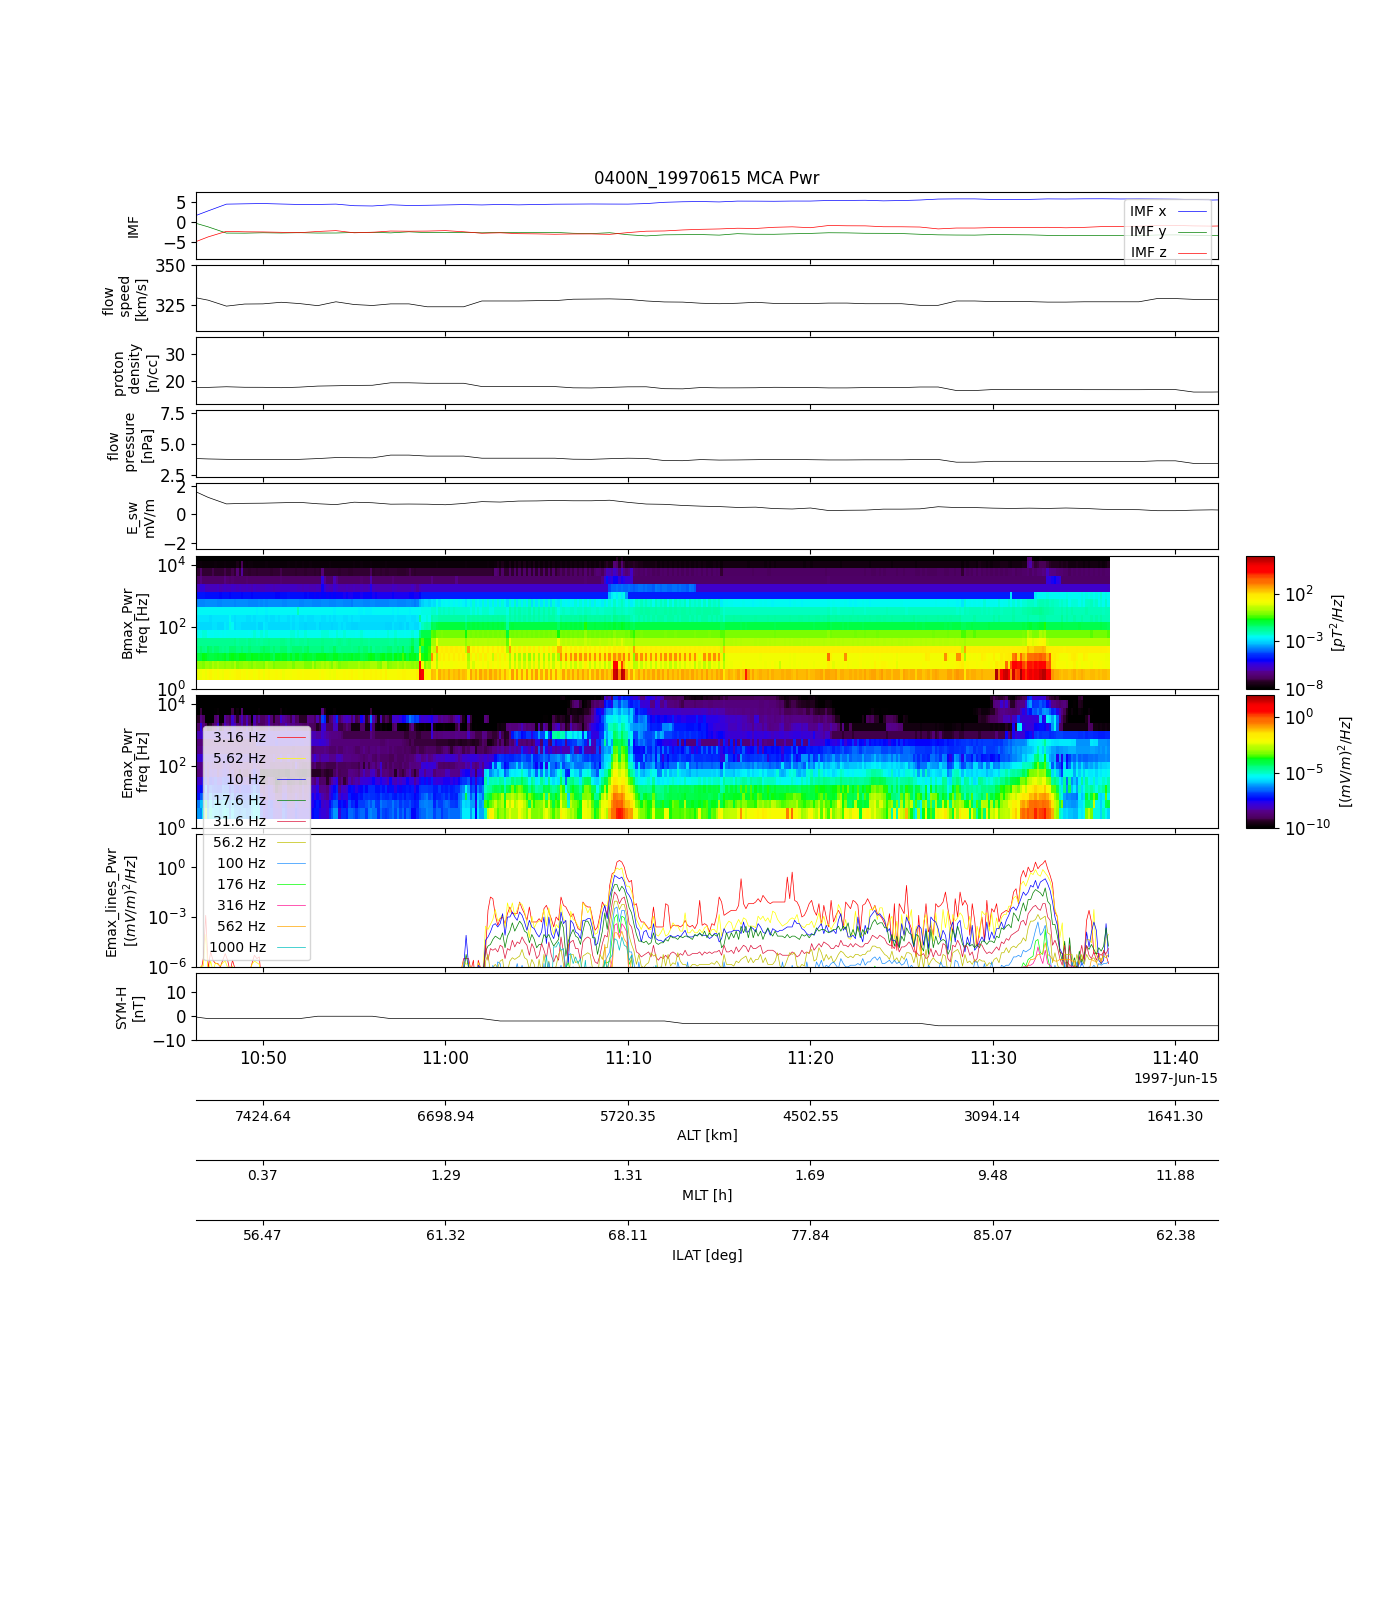 0400N_19970615 MCA Pwr
5
0
−5
IMF
IMF x
IMF y
IMF z
350
325
flow
speed
[km/s]
30
20
proton
density
[n/cc]
7.5
5.0
2.5
flow
pressure
[nPa]
2
0
−2
E_sw
mV/m
10^4
10^2
10^0
Bmax_Pwr
freq [Hz]
10^2
10^−3
10^−8
[pT^2/Hz]
10^4
10^2
10^0
Emax_Pwr
freq [Hz]
10^0
10^−5
10^−10
[(mV/m)^2/Hz]
3.16 Hz
5.62 Hz
10 Hz
17.6 Hz
31.6 Hz
56.2 Hz
100 Hz
176 Hz
316 Hz
562 Hz
1000 Hz
10^0
10^−3
10^−6
Emax_lines_Pwr
[(mV/m)^2/Hz]
10
0
−10
SYM-H
[nT]
10:50 11:00 11:10 11:20 11:30 11:40
1997-Jun-15
7424.64 6698.94 5720.35 4502.55 3094.14 1641.30
ALT [km]
0.37 1.29 1.31 1.69 9.48 11.88
MLT [h]
56.47 61.32 68.11 77.84 85.07 62.38
ILAT [deg]